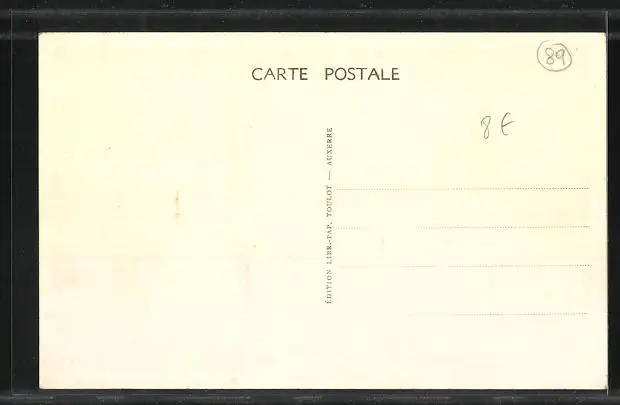 89
CARTE POSTALE
8€
ÉDITION LIBR.-PAP. TOULOT — AUXERRE